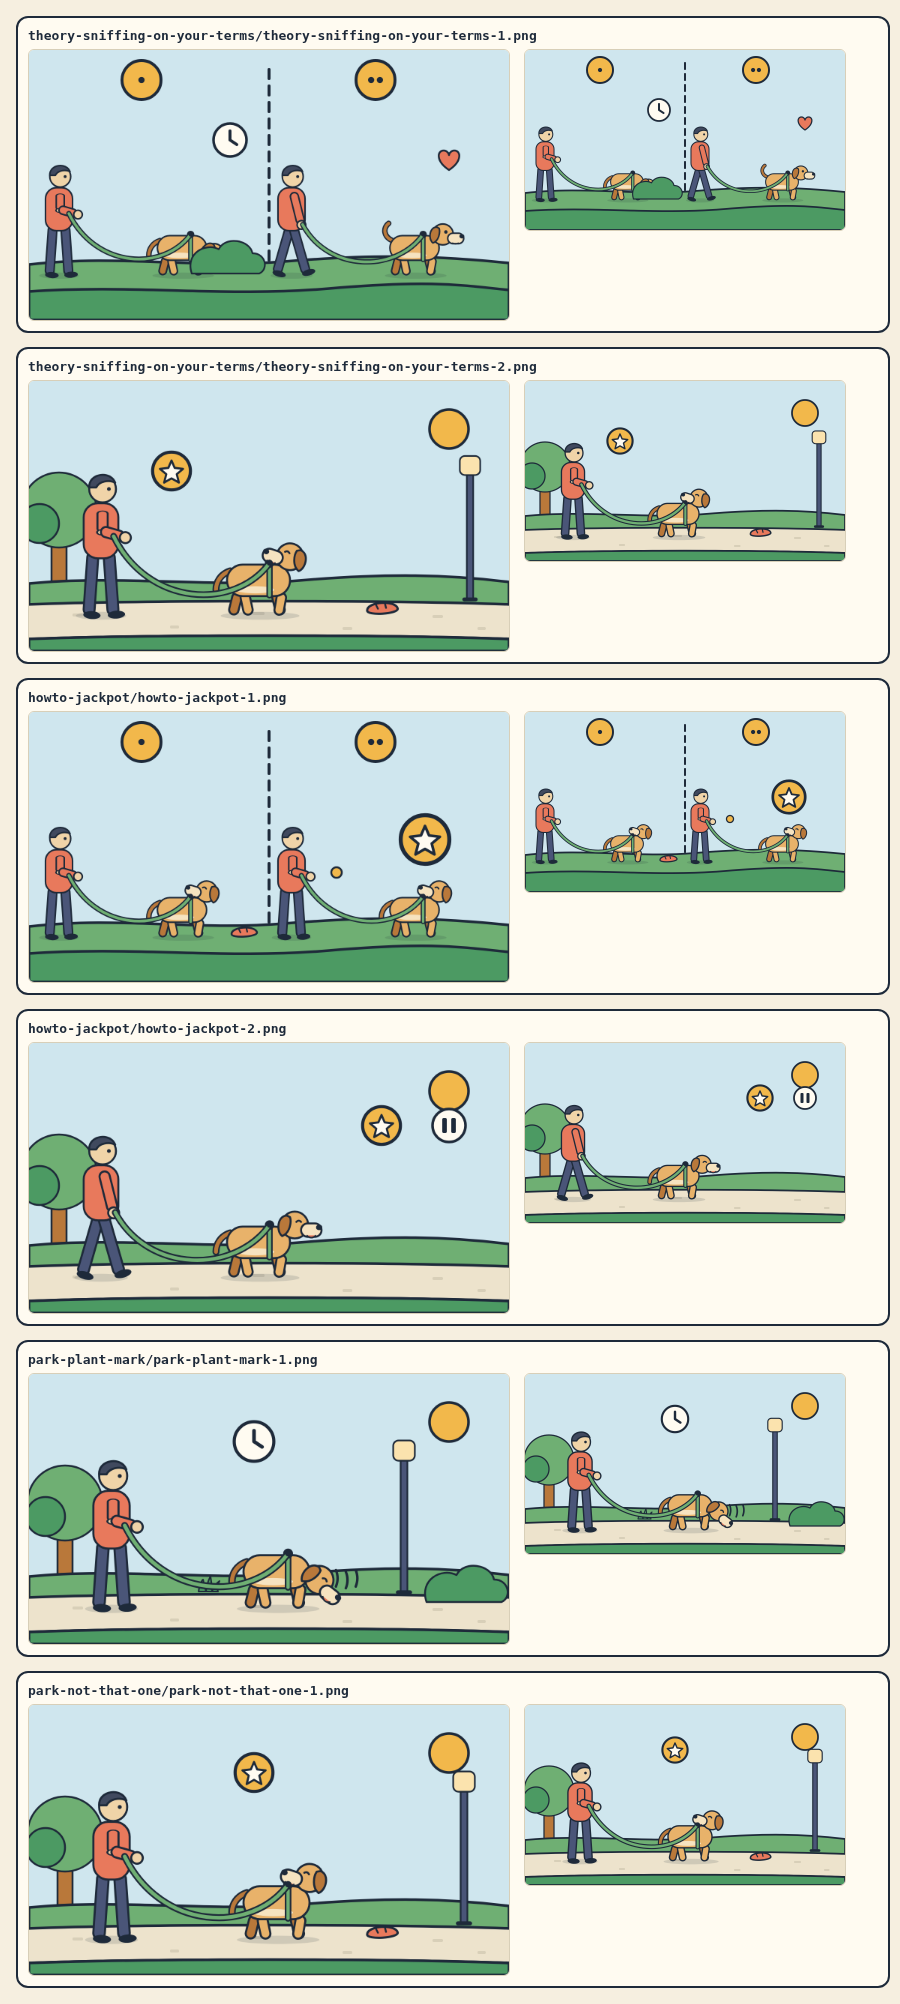 theory-sniffing-on-your-terms/theory-sniffing-on-your-terms-1.png
theory-sniffing-on-your-terms/theory-sniffing-on-your-terms-2.png
howto-jackpot/howto-jackpot-1.png
howto-jackpot/howto-jackpot-2.png
park-plant-mark/park-plant-mark-1.png
park-not-that-one/park-not-that-one-1.png